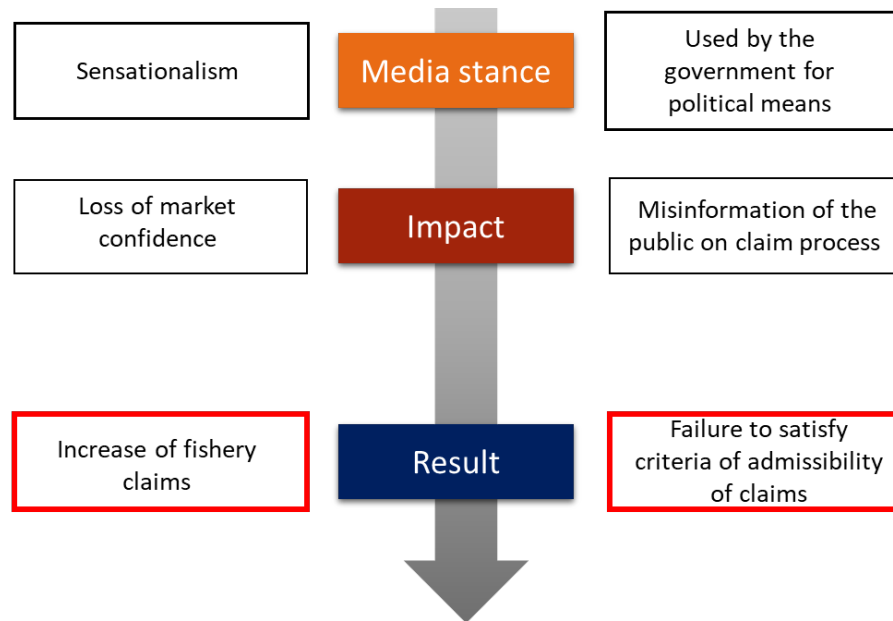 Sensationalism
Media stance
Used by the
government for
political means
Loss of market
confidence
Impact
Misinformation of the
public on claim process
Increase of fishery
claims
Result
Failure to satisfy
criteria of admissibility
of claims